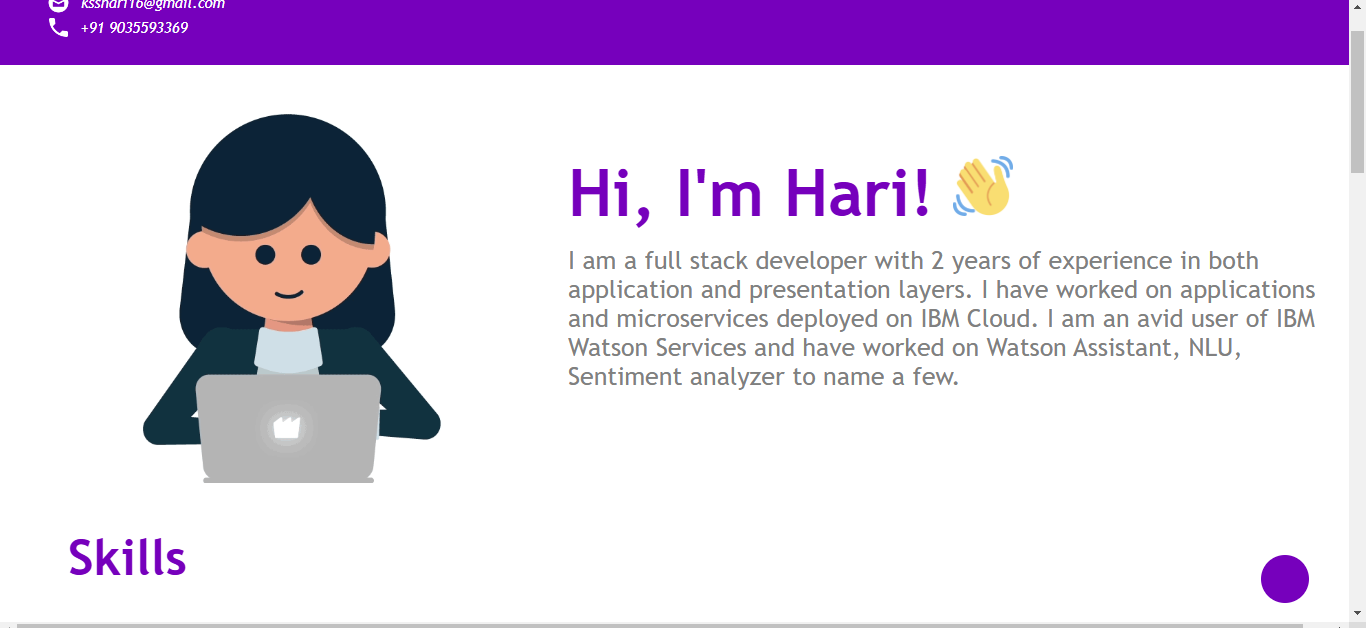 ksshari16@gmail.com
+91 9035593369
Hi, I'm Hari!
I am a full stack developer with 2 years of experience in both
application and presentation layers. I have worked on applications
and microservices deployed on IBM Cloud. I am an avid user of IBM
Watson Services and have worked on Watson Assistant, NLU,
Sentiment analyzer to name a few.
Skills